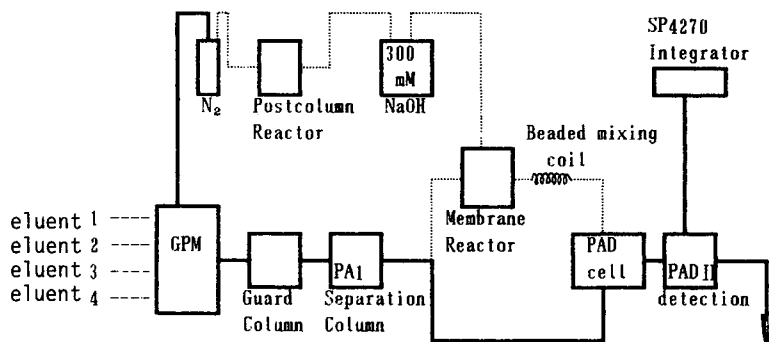 SP4270
Integrator
300
mM
N₂
Postcolumn
Reactor
NaOH
Beaded mixing
coil
Membrane
Reactor
eluent 1
eluent 2
eluent 3
eluent 4
GPM
PA1
Guard
Column
Separation
Column
PAD
cell
PAD II
detection